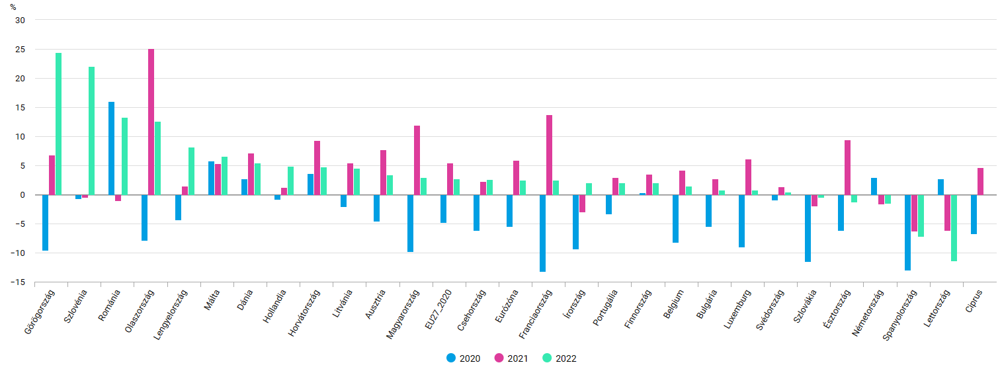 %
30
25
20
15
10
5
0
−5
−10
−15
Görögország
Szlovénia
Románia
Olaszország
Lengyelország
Málta
Dánia
Hollandia
Horvátország
Litvánia
Ausztria
Magyarország
EU27_2020
Csehország
Eurózóna
Franciaország
Írország
Portugália
Finnország
Belgium
Bulgária
Luxemburg
Svédország
Szlovákia
Észtország
Németország
Spanyolország
Lettország
Ciprus
2020 2021 2022